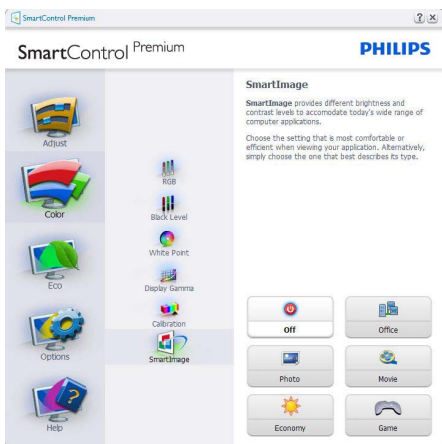 SmartControl Premium
SmartControl Premium
PHILIPS
Adjust
Color
Eco
Options
Help
RGB
Black Level
White Point
Display Gamma
Calibration
SmartImage
SmartImage
SmartImage provides different brightness and
contrast levels to accomodate today's wide range of
computer applications.
Choose the setting that is most comfortable or
efficient when viewing your application. Alternatively,
simply choose the one that best describes its type.
Off
Office
Photo
Movie
Economy
Game